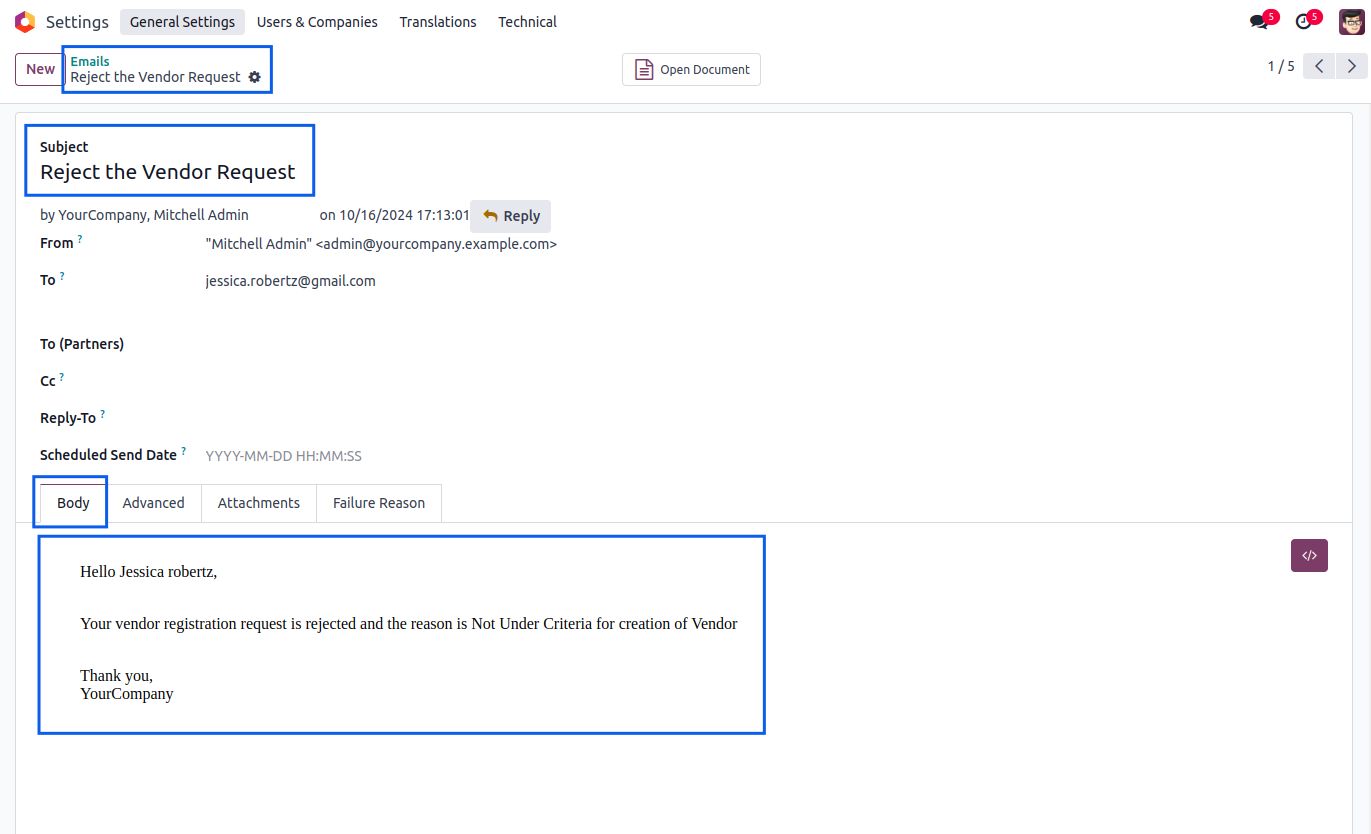 Settings General Settings Users & Companies Translations Technical 5 5
New Emails
Reject the Vendor Request
Open Document
1 / 5
Subject
Reject the Vendor Request
by YourCompany, Mitchell Admin on 10/16/2024 17:13:01 Reply
From ? "Mitchell Admin" <admin@yourcompany.example.com>
To ? jessica.robertz@gmail.com
To (Partners)
Cc ?
Reply-To ?
Scheduled Send Date ? YYYY-MM-DD HH:MM:SS
Body Advanced Attachments Failure Reason
</>
Hello Jessica robertz,
Your vendor registration request is rejected and the reason is Not Under Criteria for creation of Vendor
Thank you,
YourCompany